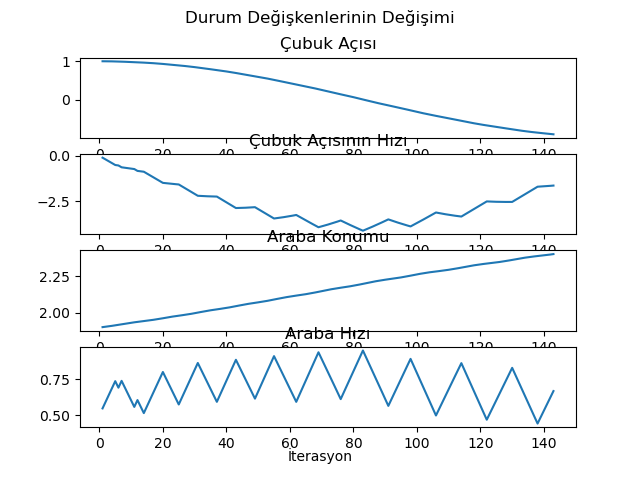 Durum Değişkenlerinin Değişimi
Çubuk Açısı
1
0
0 20 40 60 80 100 120 140
Çubuk Açısının Hızı
0.0
−2.5
0 20 40 60 80 100 120 140
Araba Konumu
2.25
2.00
0 20 40 60 80 100 120 140
Araba Hızı
0.75
0.50
0 20 40 60 80 100 120 140
İterasyon